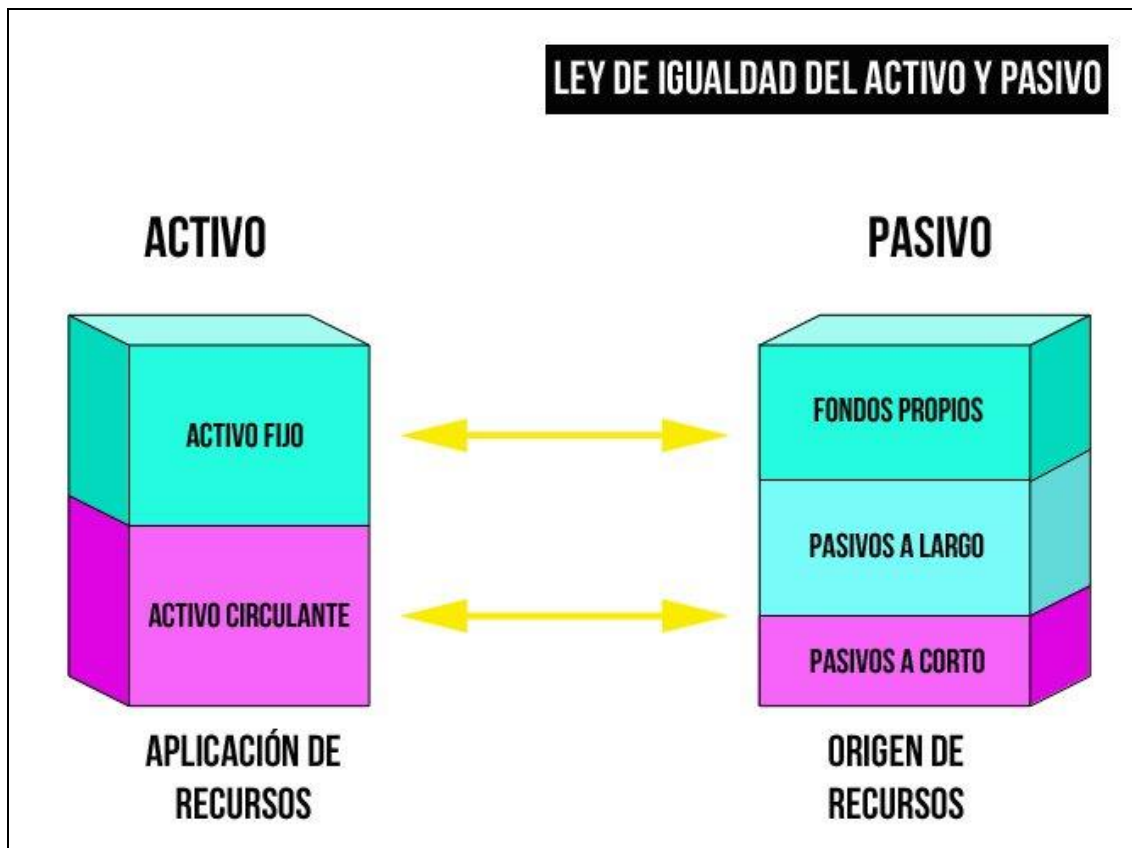 LEY DE IGUALDAD DEL ACTIVO Y PASIVO
ACTIVO
PASIVO
ACTIVO FIJO
ACTIVO CIRCULANTE
FONDOS PROPIOS
PASIVOS A LARGO
PASIVOS A CORTO
APLICACIÓN DE
RECURSOS
ORIGEN DE
RECURSOS